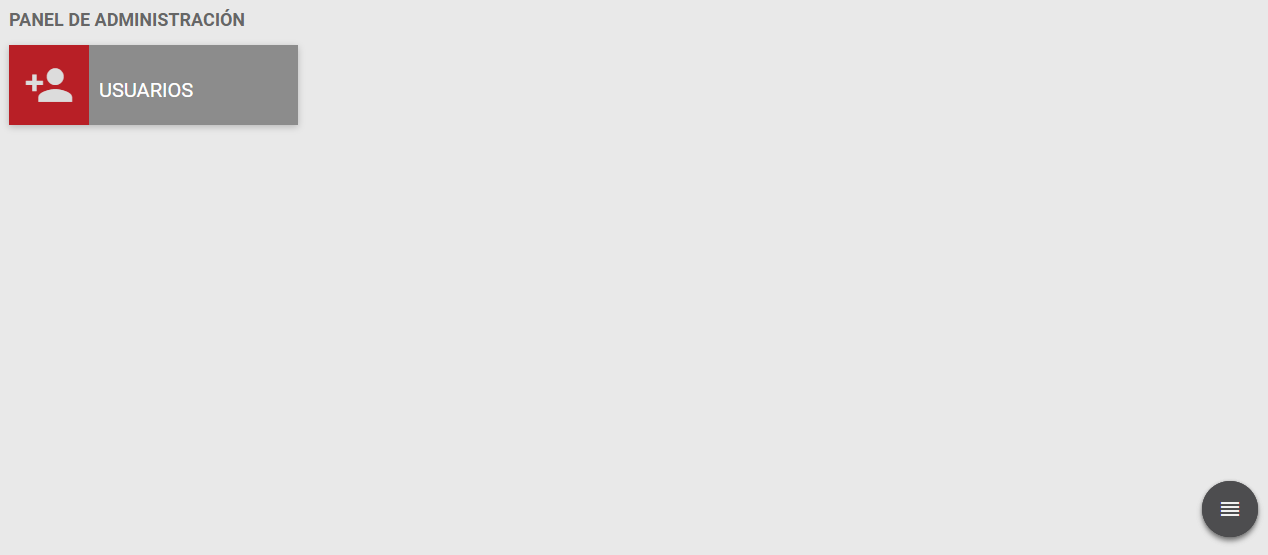 PANEL DE ADMINISTRACIÓN
USUARIOS